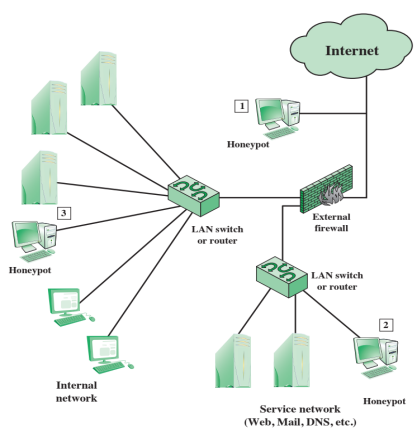 Internet
1
Honeypot
External
firewall
LAN switch
or router
3
Honeypot
LAN switch
or router
2
Honeypot
Internal
network
Service network
(Web, Mail, DNS, etc.)